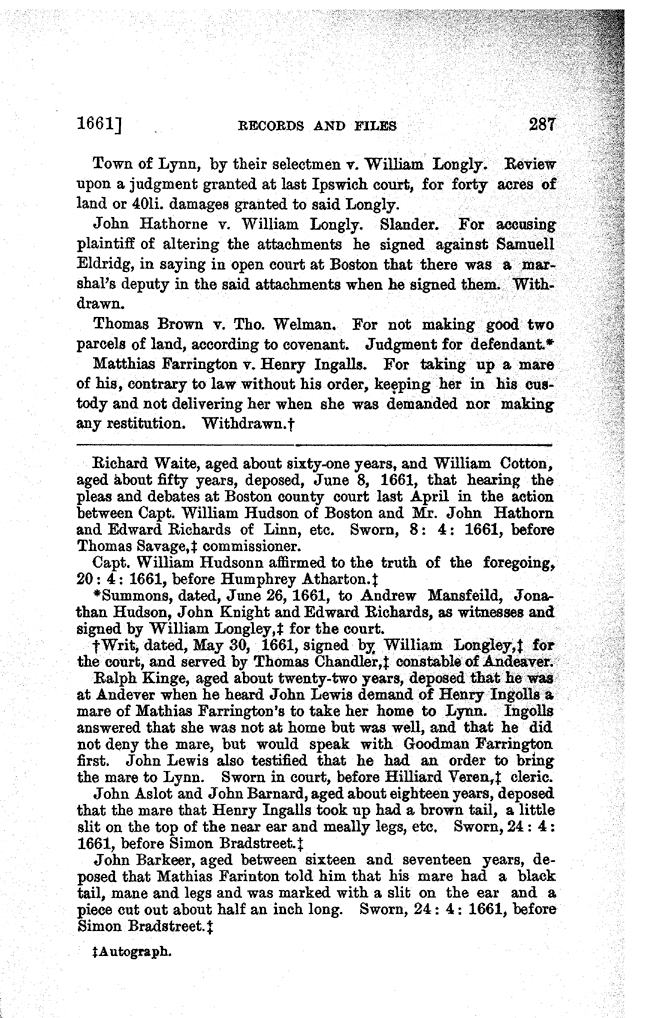 1661] RECORDS AND FILES 287
Town of Lynn, by their selectmen v. William Longly. Review
upon a judgment granted at last Ipswich court, for forty acres of
land or 40li. damages granted to said Longly.
John Hathorne v. William Longly. Slander. For accusing
plaintiff of altering the attachments he signed against Samuell
Eldridg, in saying in open court at Boston that there was a mar-
shal's deputy in the said attachments when he signed them. With-
drawn.
Thomas Brown v. Tho. Welman. For not making good two
parcels of land, according to covenant. Judgment for defendant.*
Matthias Farrington v. Henry Ingalls. For taking up a mare
of his, contrary to law without his order, keeping her in his cus-
tody and not delivering her when she was demanded nor making
any restitution. Withdrawn.†
Richard Waite, aged about sixty-one years, and William Cotton,
aged about fifty years, deposed, June 8, 1661, that hearing the
pleas and debates at Boston county court last April in the action
between Capt. William Hudson of Boston and Mr. John Hathorn
and Edward Richards of Linn, etc. Sworn, 8: 4: 1661, before
Thomas Savage,‡ commissioner.
Capt. William Hudsonn affirmed to the truth of the foregoing,
20: 4: 1661, before Humphrey Atharton.‡
*Summons, dated, June 26, 1661, to Andrew Mansfeild, Jona-
than Hudson, John Knight and Edward Richards, as witnesses and
signed by William Longley,‡ for the court.
†Writ, dated, May 30, 1661, signed by William Longley,‡ for
the court, and served by Thomas Chandler,‡ constable of Andeaver.
Ralph Kinge, aged about twenty-two years, deposed that he was
at Andever when he heard John Lewis demand of Henry Ingolls a
mare of Mathias Farrington's to take her home to Lynn. Ingolls
answered that she was not at home but was well, and that he did
not deny the mare, but would speak with Goodman Farrington
first. John Lewis also testified that he had an order to bring
the mare to Lynn. Sworn in court, before Hilliard Veren,‡ cleric.
John Aslot and John Barnard, aged about eighteen years, deposed
that the mare that Henry Ingalls took up had a brown tail, a little
slit on the top of the near ear and meally legs, etc. Sworn, 24: 4:
1661, before Simon Bradstreet.‡
John Barkeer, aged between sixteen and seventeen years, de-
posed that Mathias Farinton told him that his mare had a black
tail, mane and legs and was marked with a slit on the ear and a
piece cut out about half an inch long. Sworn, 24: 4: 1661, before
Simon Bradstreet.‡
‡Autograph.